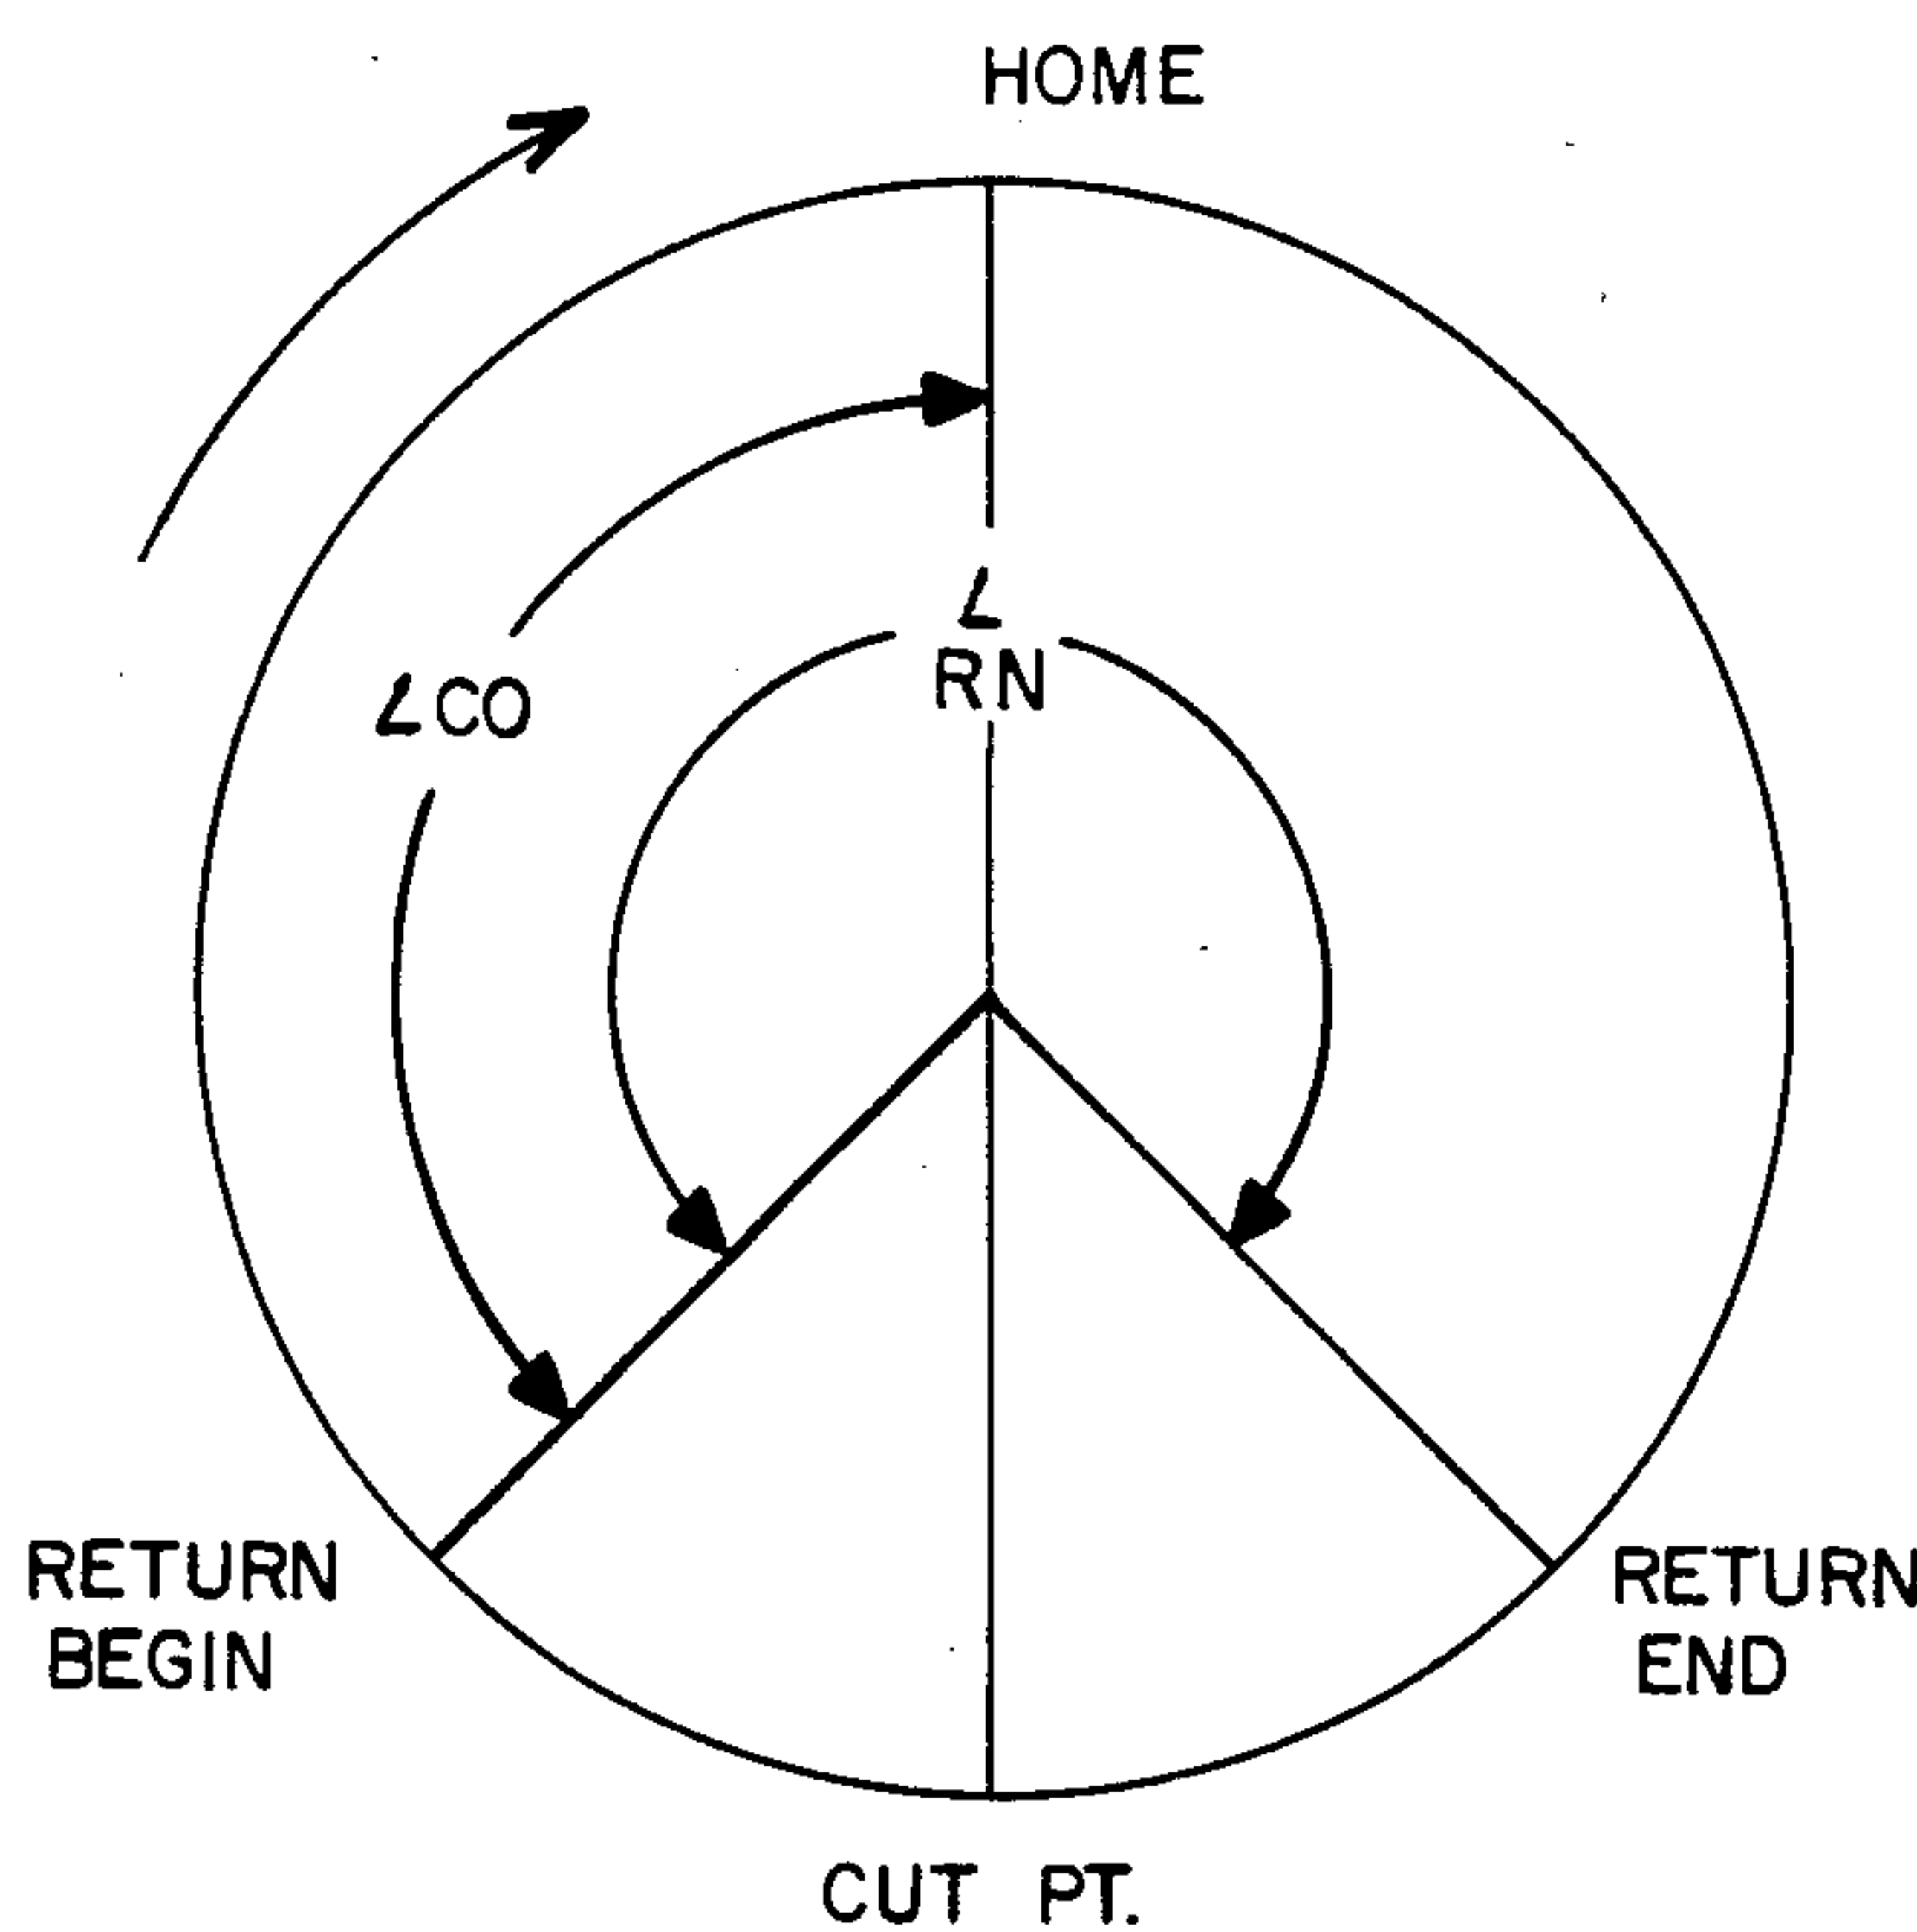 HOME
∠
RN
∠CO
RETURN
BEGIN
RETURN
END
CUT PT.